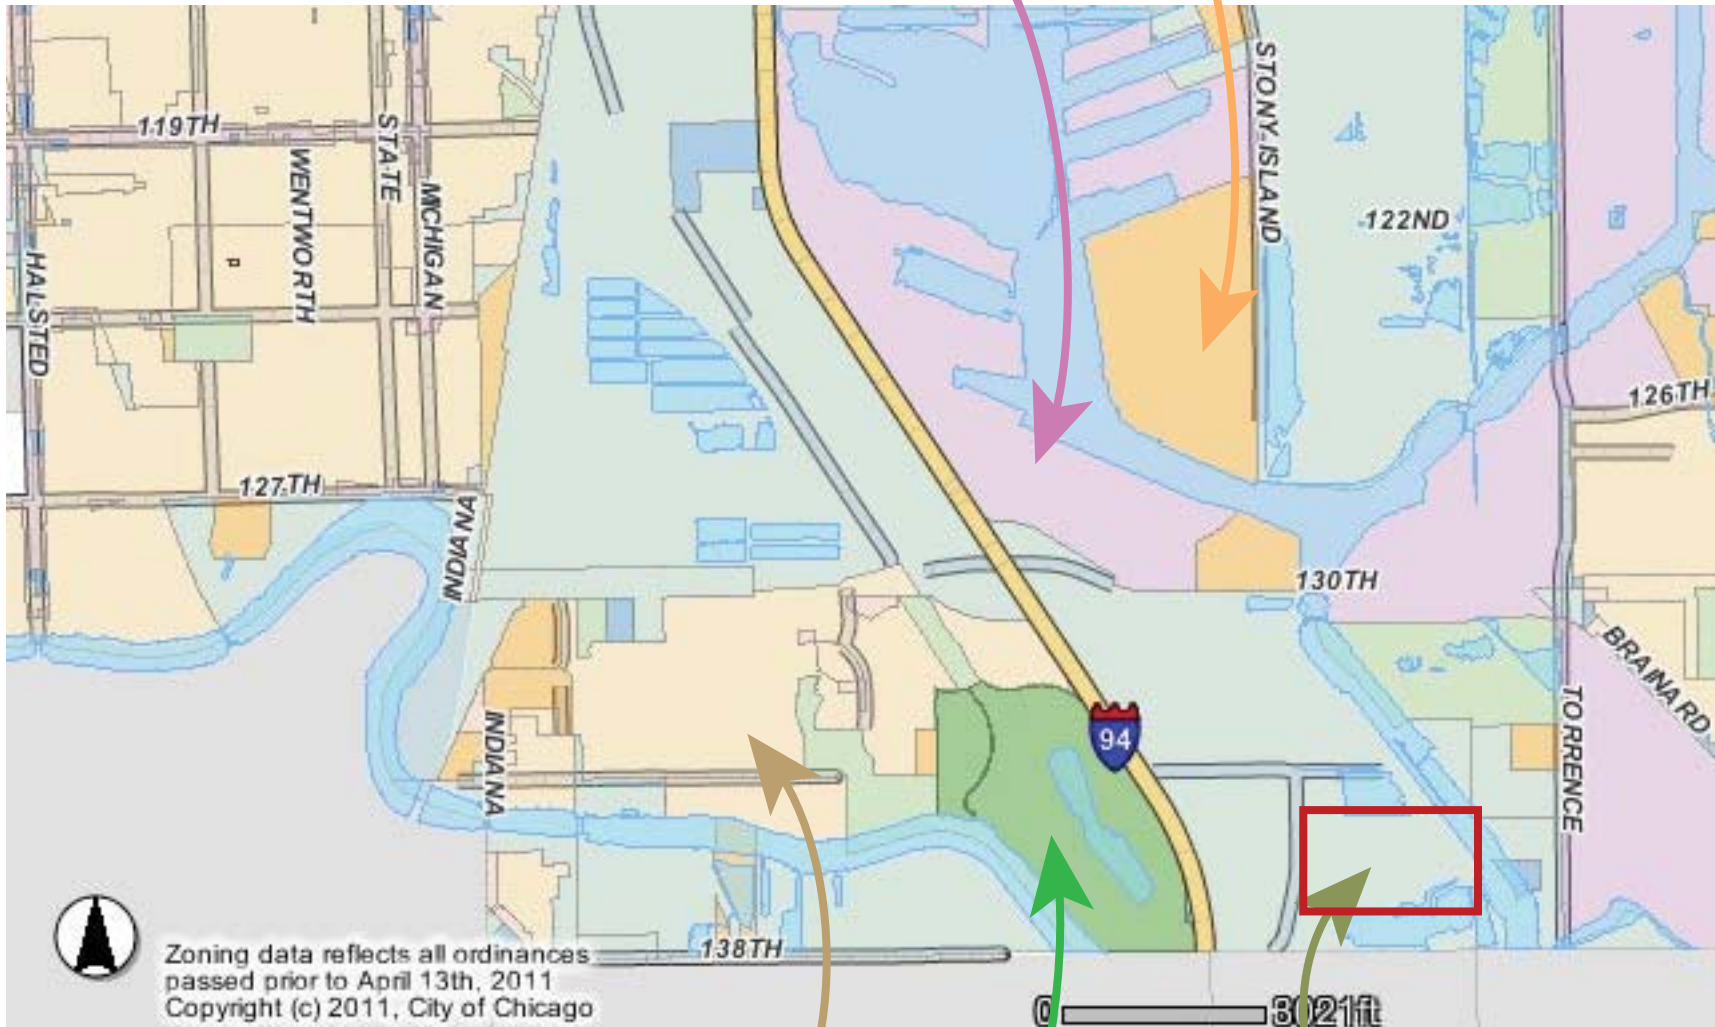 119TH
WENTWORTH
STATE
MICHIGAN
HALSTED
STONY ISLAND
122ND
126TH
127TH
INDIANA
130TH
BRAINARD
TORRENCE
INDIANA
94
138TH
Zoning data reflects all ordinances
passed prior to April 13th, 2011
Copyright (c) 2011, City of Chicago
0 3021ft